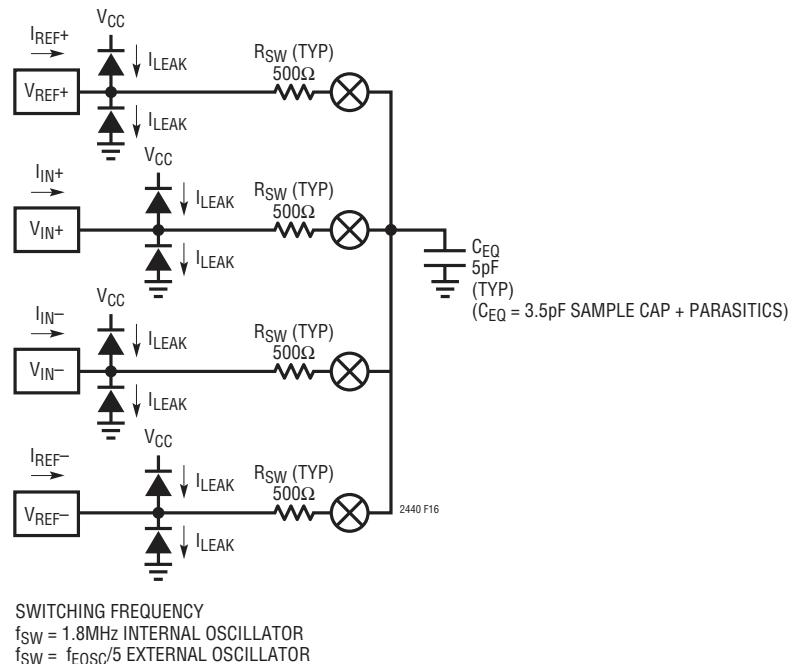 VCC
IREF+
ILEAK
VREF+
ILEAK
RSW (TYP)
500Ω
VCC
IIN+
ILEAK
VIN+
ILEAK
RSW (TYP)
500Ω
CEQ
5pF
(TYP)
(CEQ = 3.5pF SAMPLE CAP + PARASITICS)
VCC
IIN–
ILEAK
VIN–
ILEAK
RSW (TYP)
500Ω
VCC
IREF–
ILEAK
VREF–
ILEAK
RSW (TYP)
500Ω
2440 F16
SWITCHING FREQUENCY
fSW = 1.8MHz INTERNAL OSCILLATOR
fSW = fEOSC/5 EXTERNAL OSCILLATOR